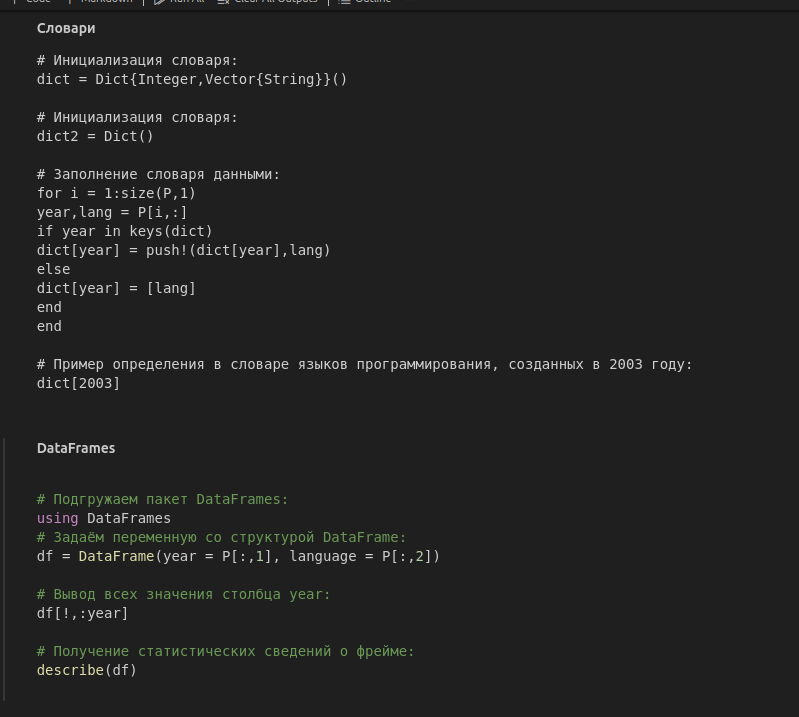 Code Markdown Run All Clear All Outputs Outline
Словари
# Инициализация словаря:
dict = Dict{Integer,Vector{String}}()
# Инициализация словаря:
dict2 = Dict()
# Заполнение словаря данными:
for i = 1:size(P,1)
year,lang = P[i,:]
if year in keys(dict)
dict[year] = push!(dict[year],lang)
else
dict[year] = [lang]
end
end
# Пример определения в словаре языков программирования, созданных в 2003 году:
dict[2003]
DataFrames
# Подгружаем пакет DataFrames:
using DataFrames
# Задаём переменную со структурой DataFrame:
df = DataFrame(year = P[:,1], language = P[:,2])
# Вывод всех значения столбца year:
df[!,:year]
# Получение статистических сведений о фрейме:
describe(df)